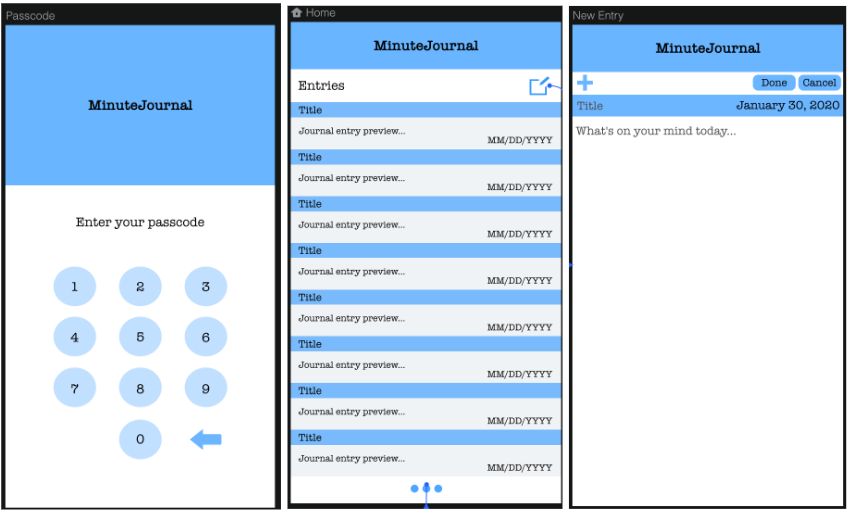 Passcode
MinuteJournal
Enter your passcode
1 2 3
4 5 6
7 8 9
0
Home
MinuteJournal
Entries
Title
Journal entry preview...
MM/DD/YYYY
Title
Journal entry preview...
MM/DD/YYYY
Title
Journal entry preview...
MM/DD/YYYY
Title
Journal entry preview...
MM/DD/YYYY
Title
Journal entry preview...
MM/DD/YYYY
Title
Journal entry preview...
MM/DD/YYYY
Title
Journal entry preview...
MM/DD/YYYY
Title
Journal entry preview...
MM/DD/YYYY
New Entry
MinuteJournal
Done Cancel
Title January 30, 2020
What's on your mind today...